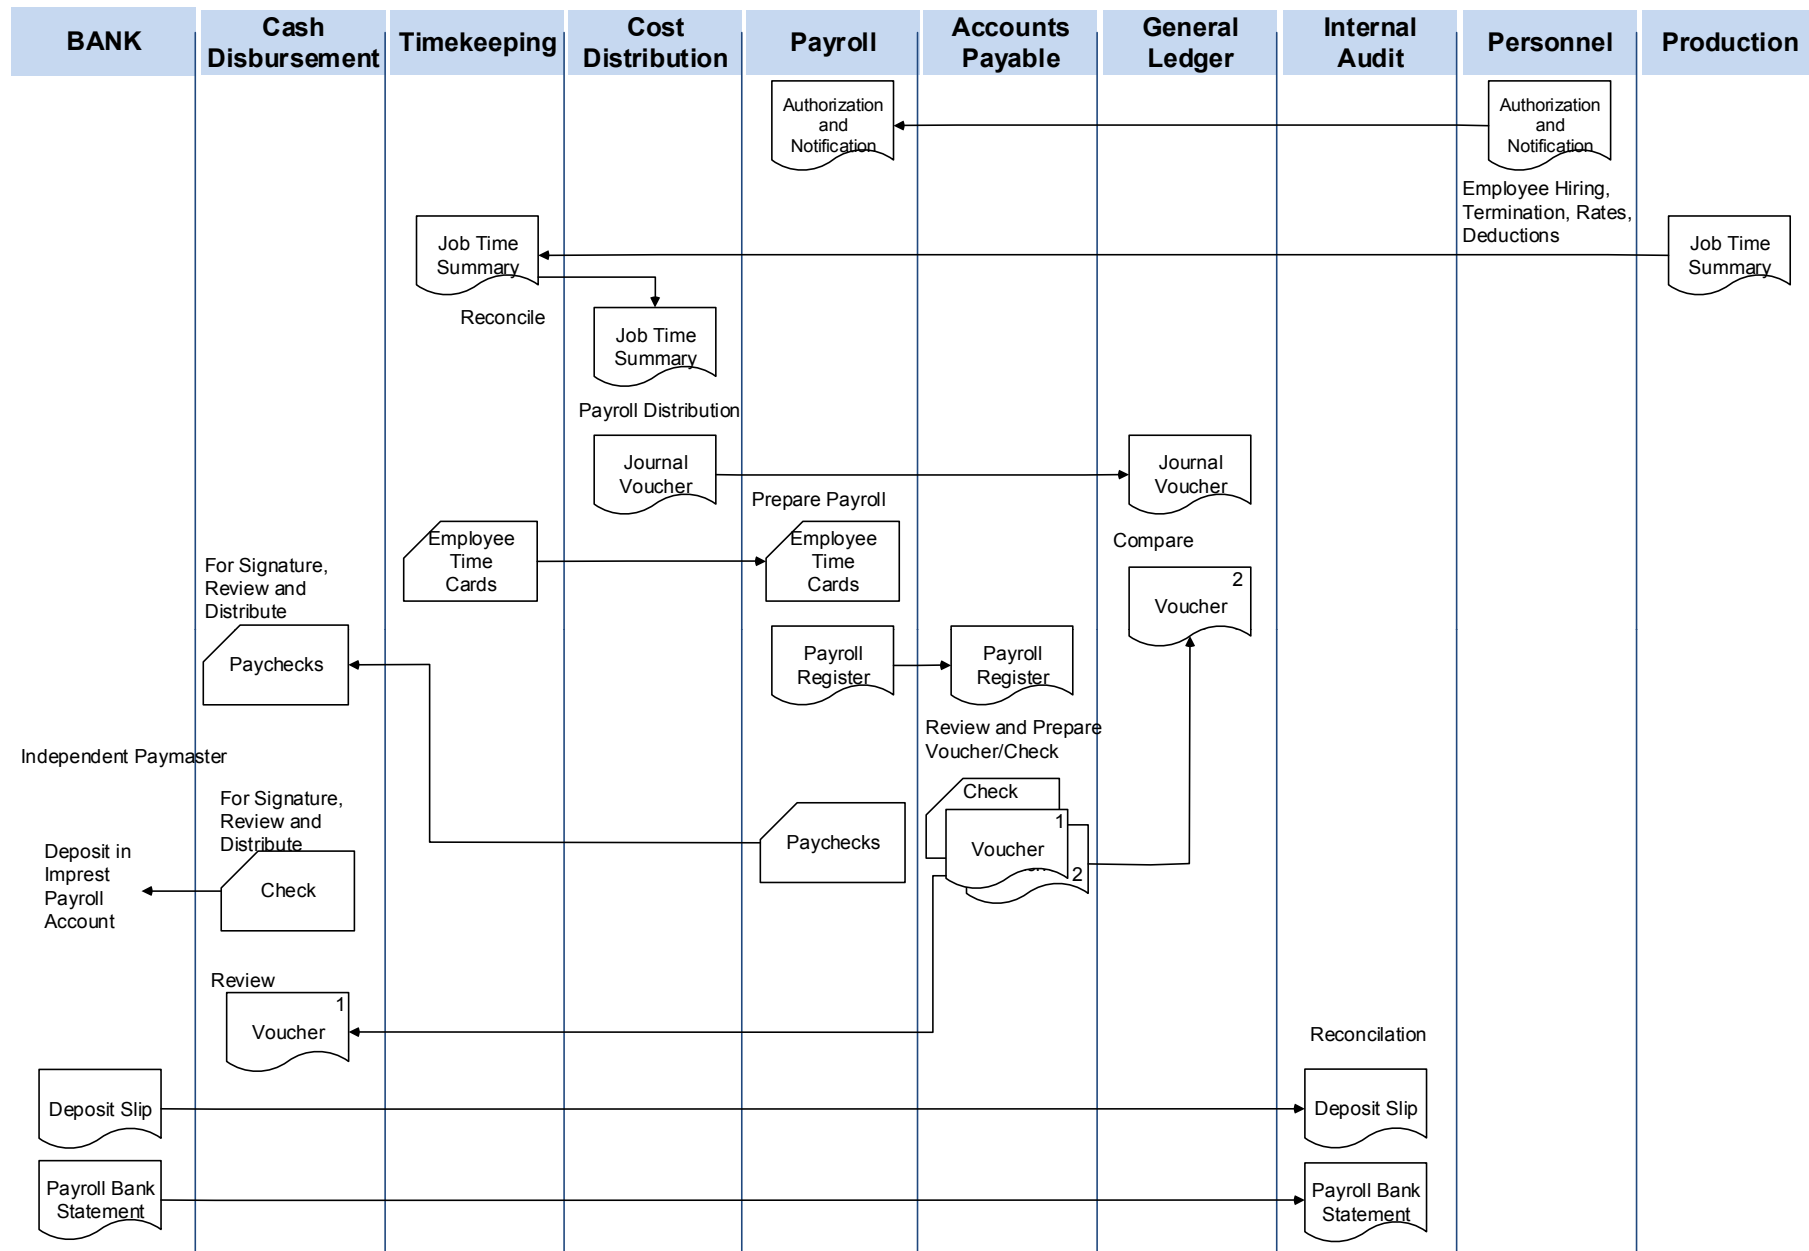 BANK
Cash
Disbursement
Timekeeping
Cost
Distribution
Payroll
Accounts
Payable
General
Ledger
Internal
Audit
Personnel
Production
Authorization
and
Notification
Authorization
and
Notification
Employee Hiring,
Termination, Rates,
Deductions
Job Time
Summary
Job Time
Summary
Reconcile
Job Time
Summary
Payroll Distribution
Journal
Voucher
Journal
Voucher
Prepare Payroll
Employee
Time
Cards
Employee
Time
Cards
Compare
For Signature,
Review and
Distribute
2
Voucher
Paychecks
Payroll
Register
Payroll
Register
Review and Prepare
Voucher/Check
Independent Paymaster
For Signature,
Review and
Distribute
Check
Paychecks
1
Voucher
2
Deposit in
Imprest
Payroll
Account
Check
Review
1
Voucher
Reconcilation
Deposit Slip
Deposit Slip
Payroll Bank
Statement
Payroll Bank
Statement